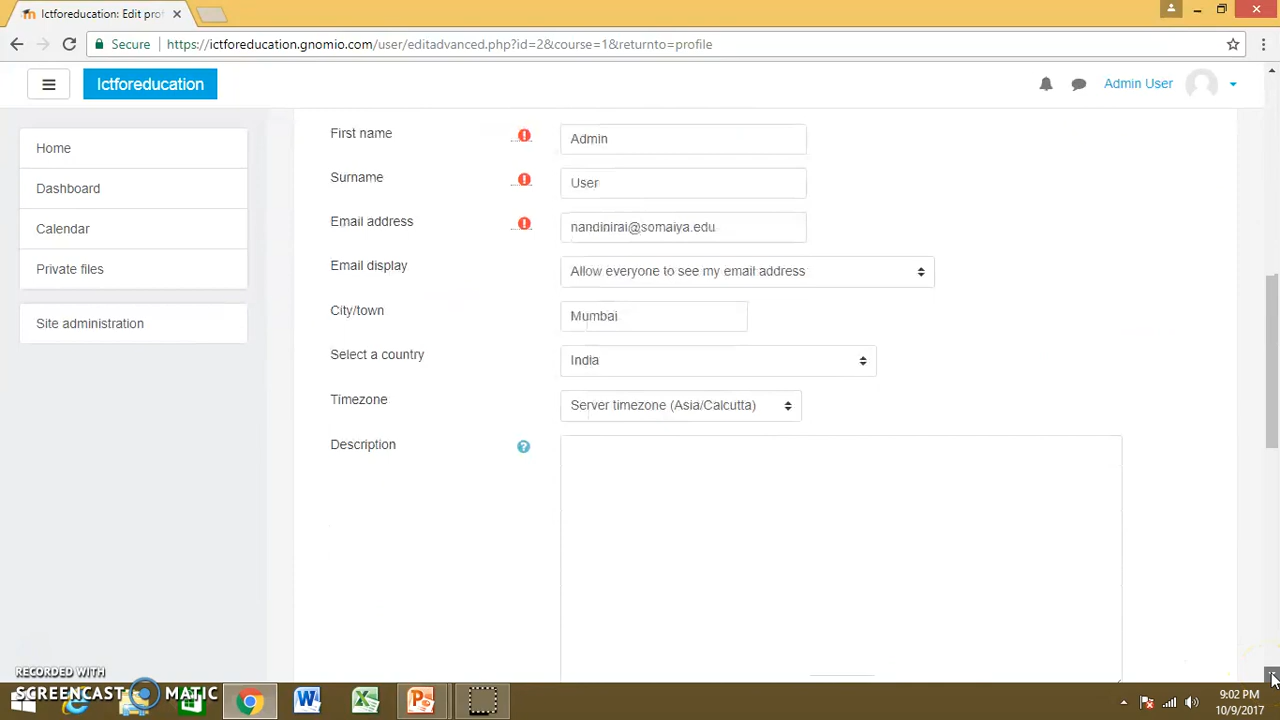 Ictforeducation: Edit prof
Secure
https://ictforeducation.gnomio.com/user/editadvanced.php?id=2&course=1&returnto=profile
Ictforeducation
Admin User
Home
Dashboard
Calendar
Private files
Site administration
First name
Admin
Surname
User
Email address
nandinirai@somaiya.edu
Email display
Allow everyone to see my email address
City/town
Mumbai
Select a country
India
Timezone
Server timezone (Asia/Calcutta)
Description
RECORDED WITH
SCREENCAST MATIC
9:02 PM
10/9/2017